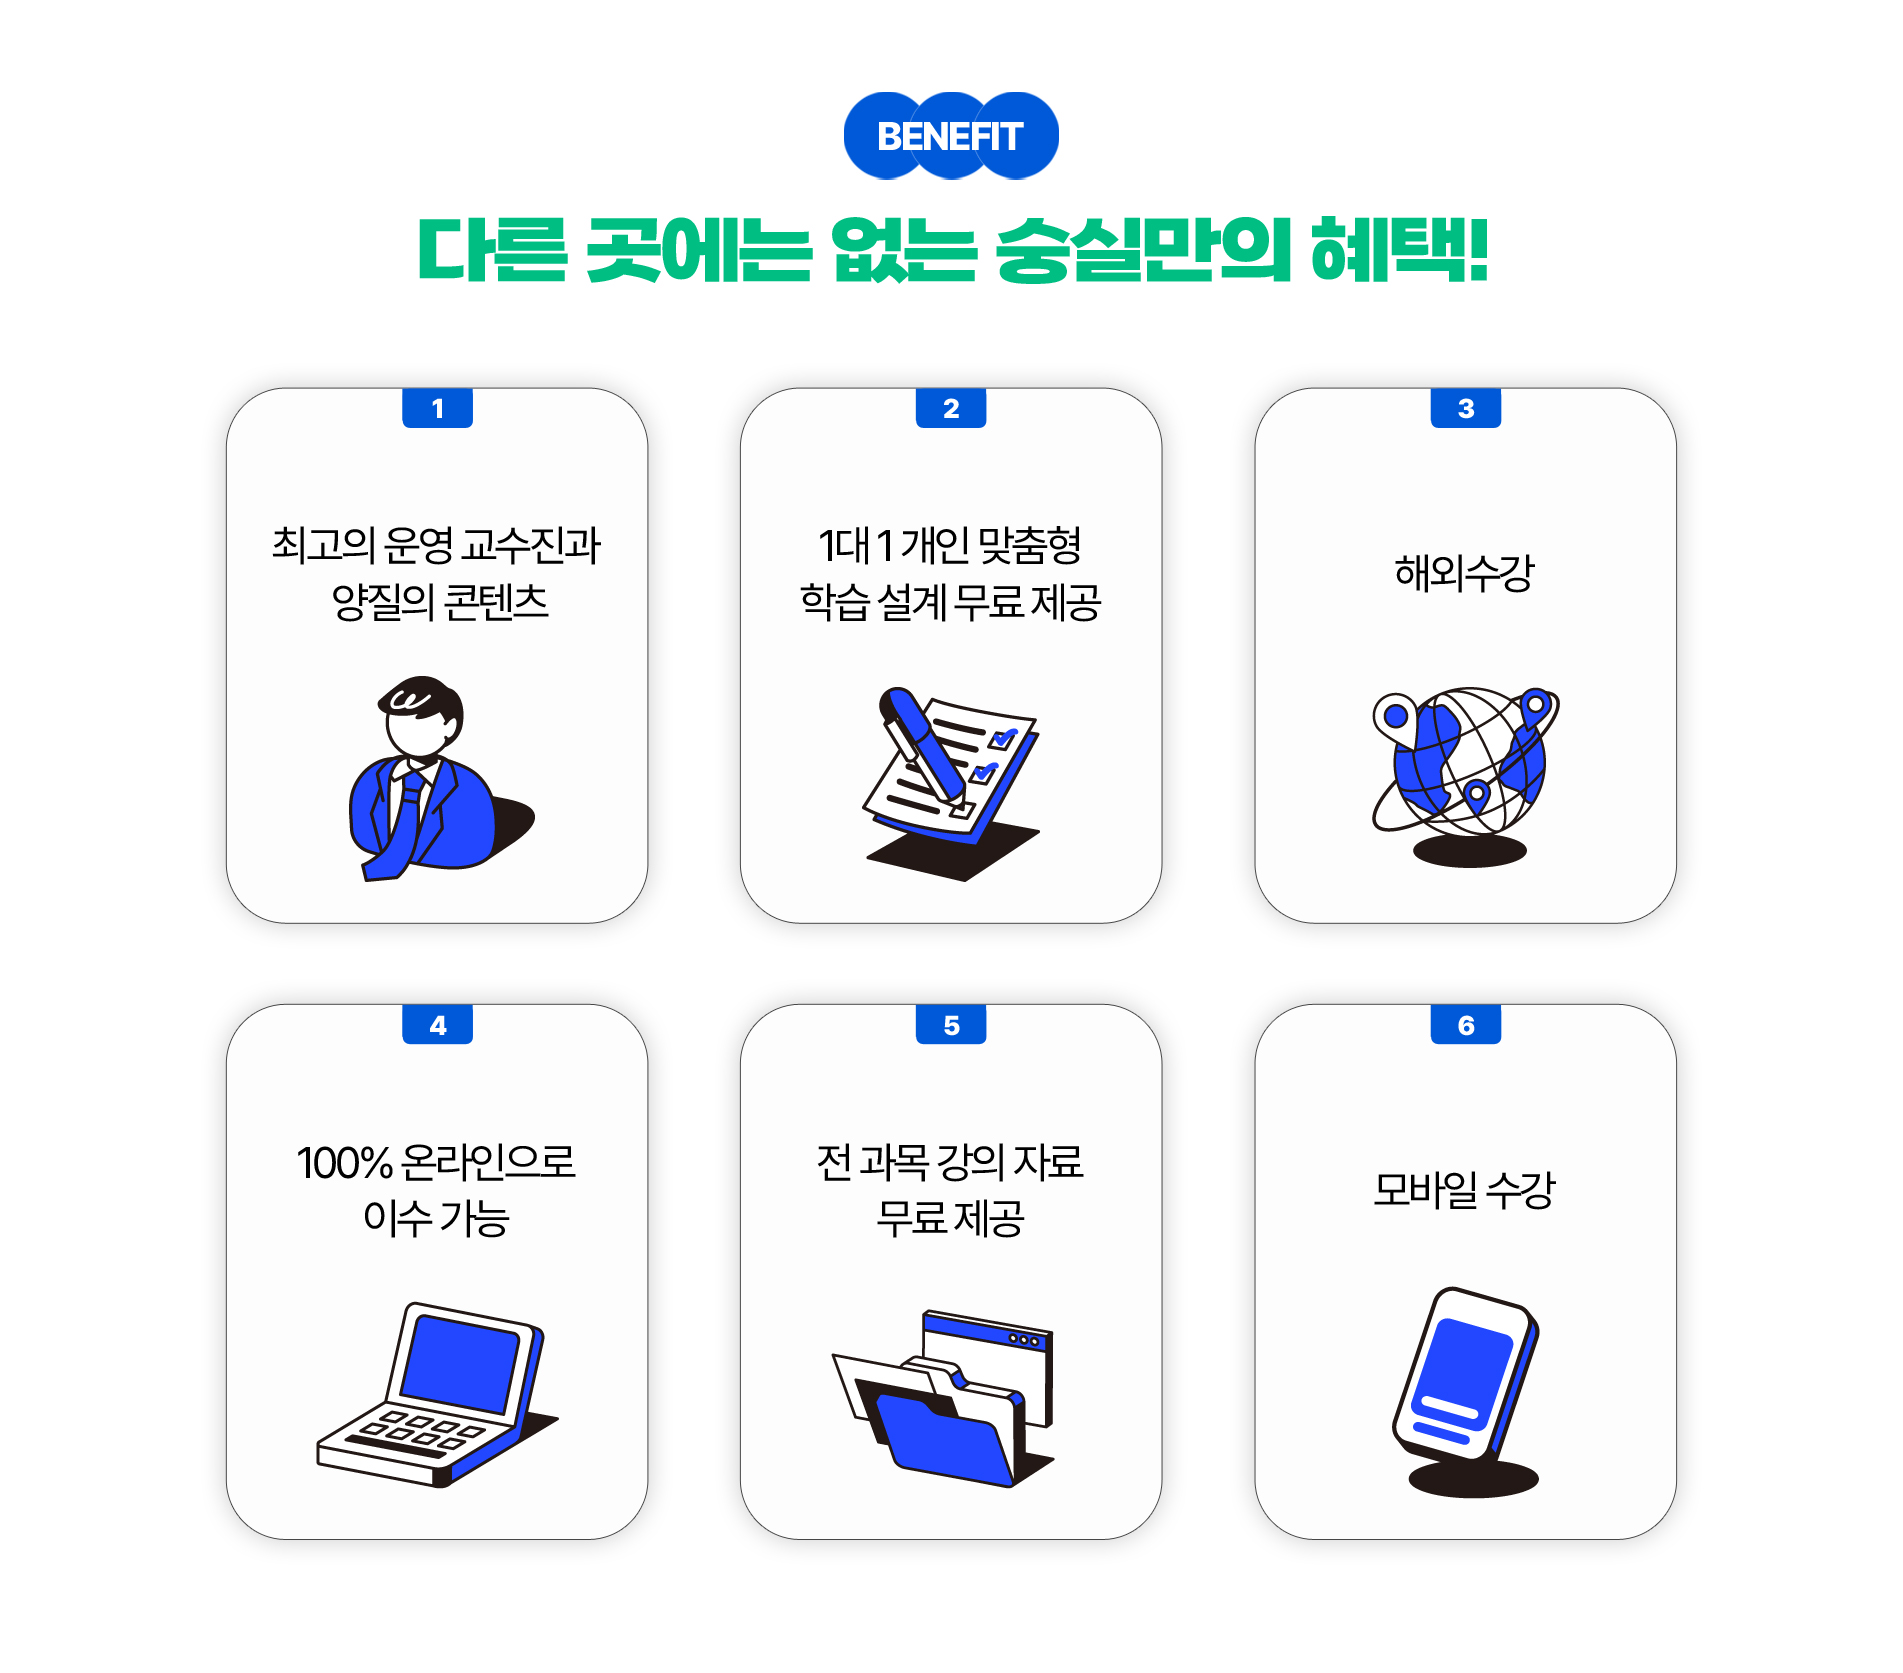 BENEFIT
다른 곳에는 없는 숭실만의 혜택!
1
최고의 운영 교수진과
양질의 콘텐츠
2
1대 1 개인 맞춤형
학습 설계 무료 제공
3
해외수강
4
100% 온라인으로
이수 가능
5
전 과목 강의 자료
무료 제공
6
모바일 수강